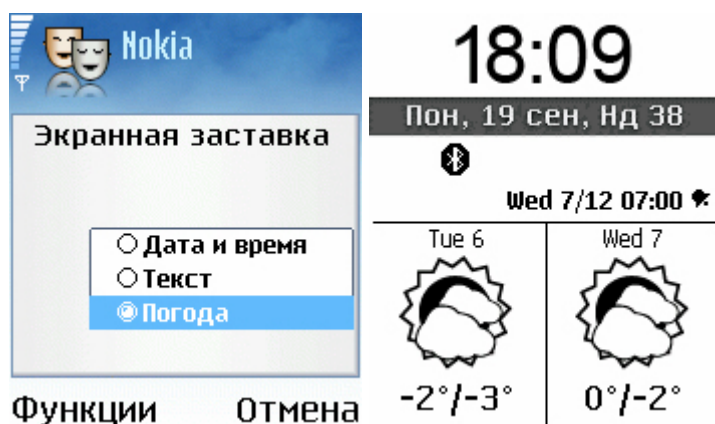 Nokia
Экранная заставка
Дата и время
Текст
Погода
Функции Отмена
18:09
Пон, 19 сен, Нд 38
Wed 7/12 07:00
Tue 6 Wed 7
-2°/-3° 0°/-2°